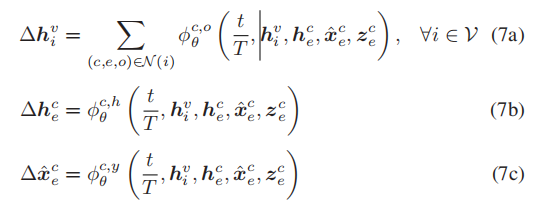 Δh_i^v = ∑_{(c,e,o)∈N(i)} φ_θ^{c,o} ( t/T, h_i^v, h_e^c, x̂_e^c, z_e^c ) , ∀i ∈ V (7a)
Δh_e^c = φ_θ^{c,h} ( t/T, h_i^v, h_e^c, x̂_e^c, z_e^c ) (7b)
Δx̂_e^c = φ_θ^{c,y} ( t/T, h_i^v, h_e^c, x̂_e^c, z_e^c ) (7c)